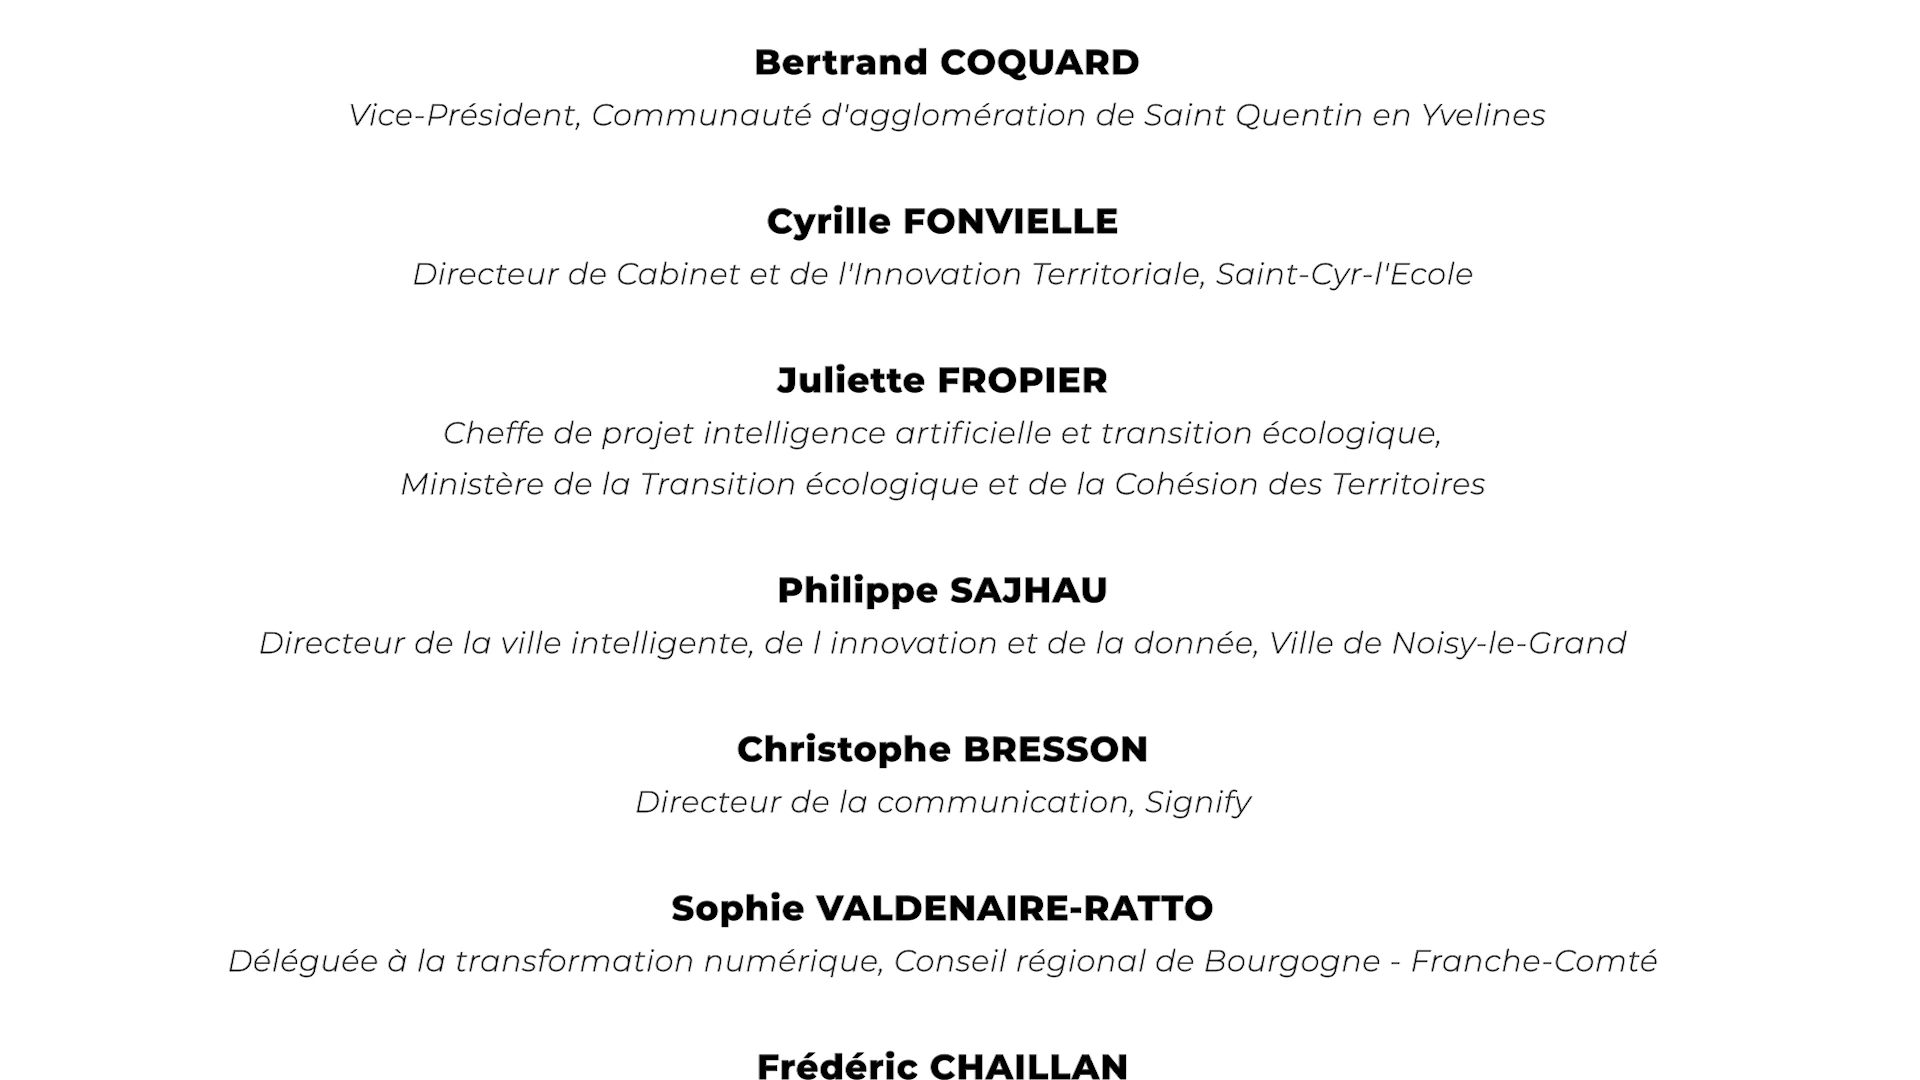 Bertrand COQUARD
Vice-Président, Communauté d'agglomération de Saint Quentin en Yvelines
Cyrille FONVIELLE
Directeur de Cabinet et de l'Innovation Territoriale, Saint-Cyr-l'Ecole
Juliette FROPIER
Cheffe de projet intelligence artificielle et transition écologique,
Ministère de la Transition écologique et de la Cohésion des Territoires
Philippe SAJHAU
Directeur de la ville intelligente, de l innovation et de la donnée, Ville de Noisy-le-Grand
Christophe BRESSON
Directeur de la communication, Signify
Sophie VALDENAIRE-RATTO
Déléguée à la transformation numérique, Conseil régional de Bourgogne - Franche-Comté
Frédéric CHAILLAN